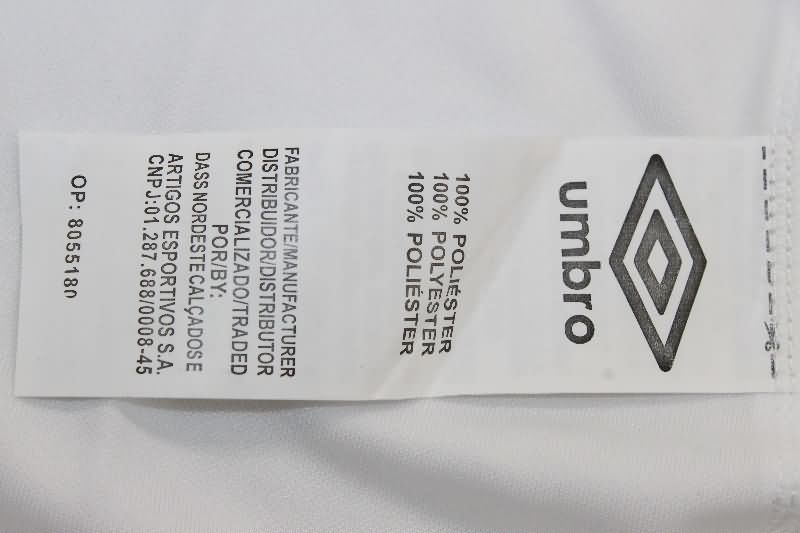 umbro
100% POLIÉSTER
100% POLYESTER
100% POLIÉSTER
FABRICANTE/MANUFACTURER
DISTRIBUIDOR/DISTRIBUTOR
COMERCIALIZADO/TRADED
POR/BY:
DASS NORDESTE CALÇADOS E
ARTIGOS ESPORTIVOS S.A.
CNPJ:01.287.688/0008-45
OP: 8055180